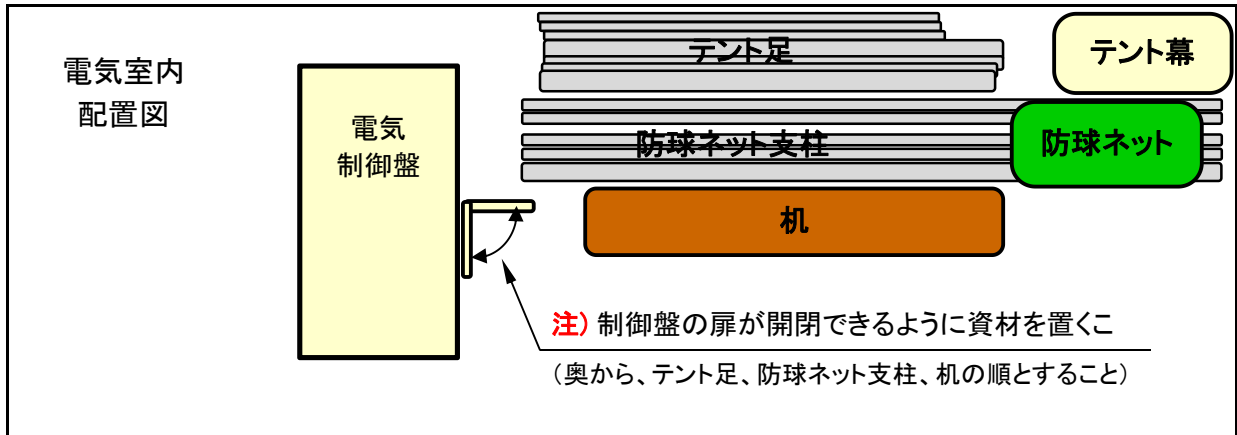 電気室内
配置図
電気
制御盤
テント足
テント幕
防球ネット支柱
防球ネット
机
注）制御盤の扉が開閉できるように資材を置くこ
（奥から、テント足、防球ネット支柱、机の順とすること）